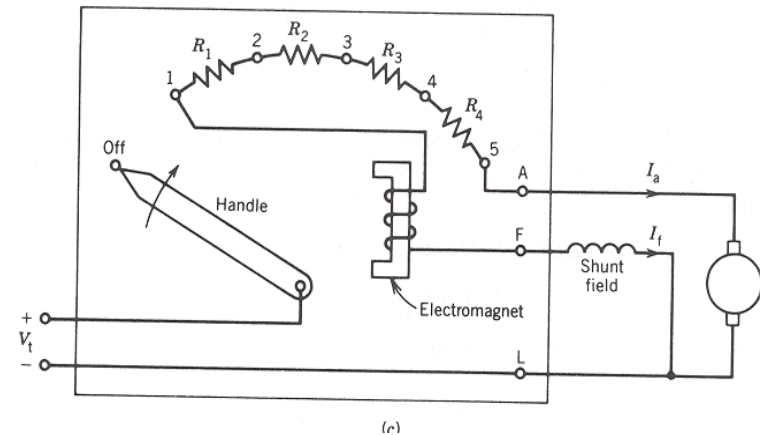 R1
R2
R3
R4
1
2
3
4
5
Off
Handle
A
Ia
F
If
Shunt
field
Electromagnet
+
Vt
-
L
(c)